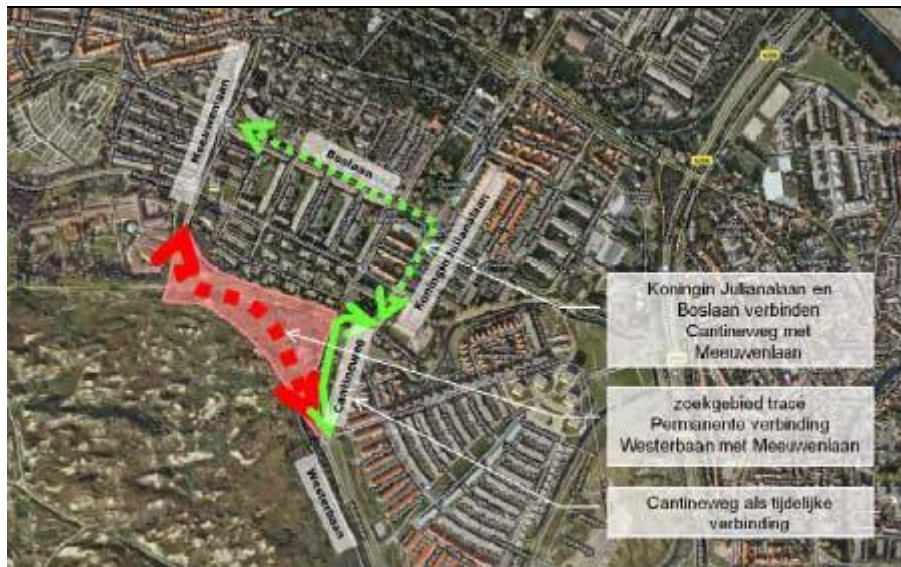 Meeuwenlaan
Boslaan
Koningin Julianalaan
Cantineweg
Westerbaan
Koningin Julianalaan en
Boslaan verbinden
Cantineweg met
Meeuwenlaan
zoekgebied tracé
Permanente verbinding
Westerbaan met Meeuwenlaan
Cantineweg als tijdelijke
verbinding